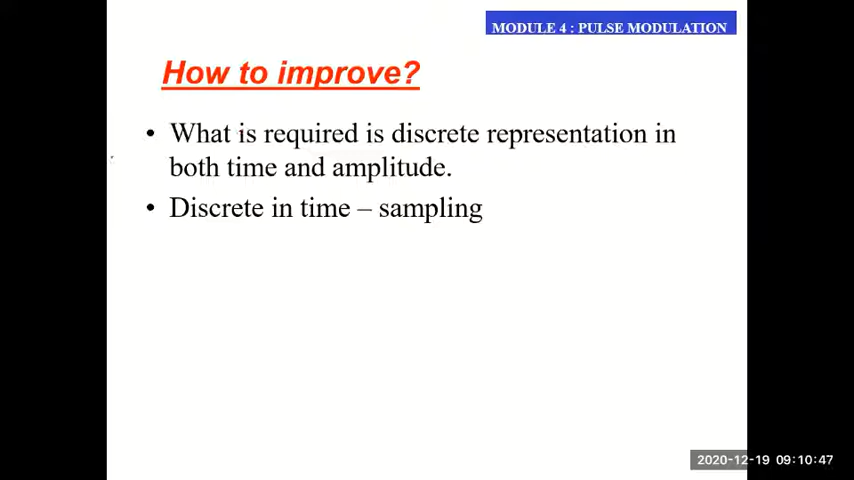 MODULE 4 : PULSE MODULATION
How to improve?
• What is required is discrete representation in
both time and amplitude.
• Discrete in time – sampling
2020-12-19 09:10:47